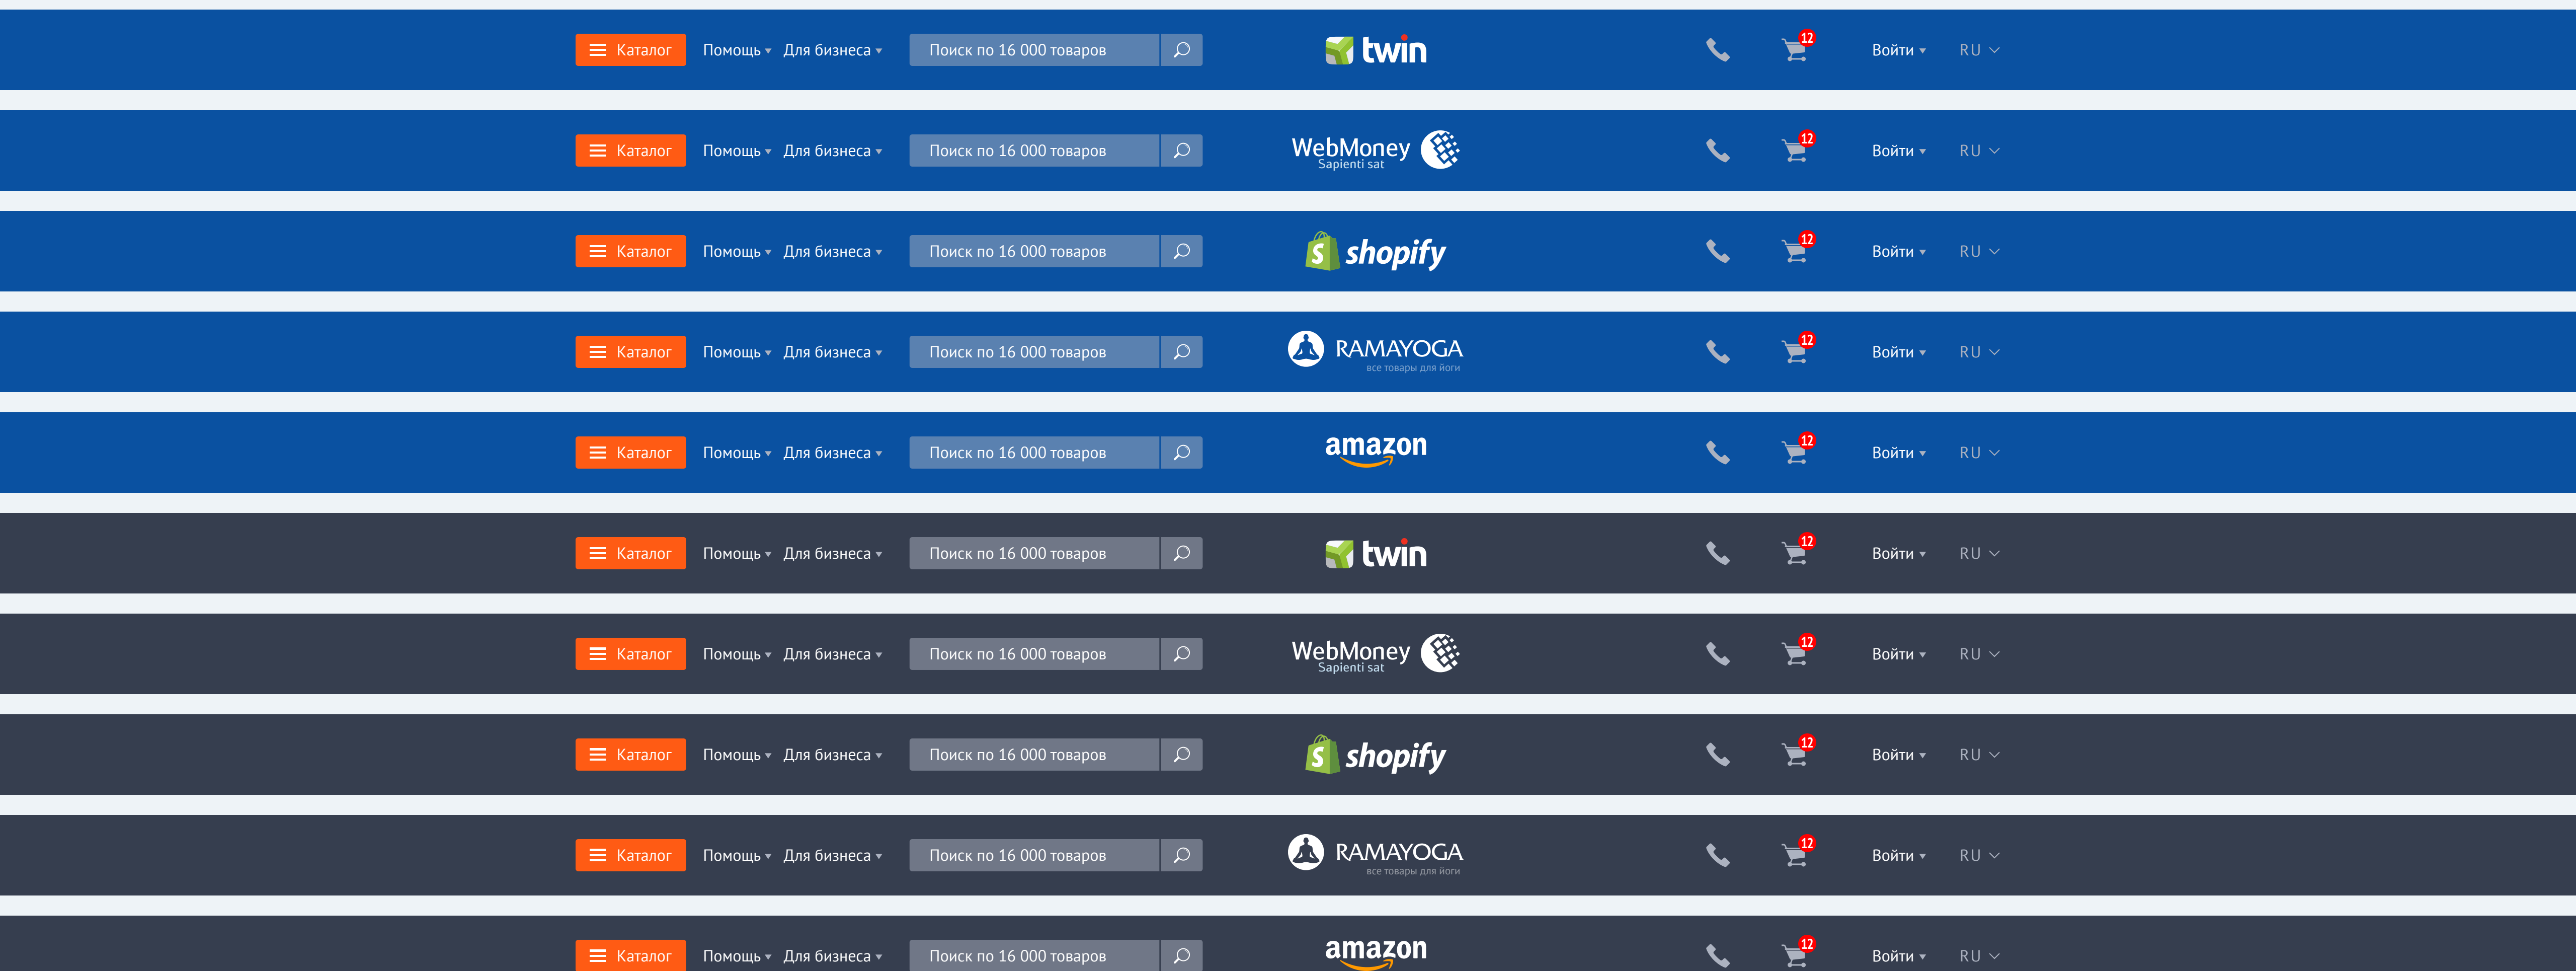 Каталог Помощь Для бизнеса Поиск по 16 000 товаров twin 12 Войти RU
Каталог Помощь Для бизнеса Поиск по 16 000 товаров WebMoney 12 Войти RU
Sapienti sat
Каталог Помощь Для бизнеса Поиск по 16 000 товаров S shopify 12 Войти RU
Каталог Помощь Для бизнеса Поиск по 16 000 товаров RAMAYOGA 12 Войти RU
все товары для йоги
Каталог Помощь Для бизнеса Поиск по 16 000 товаров amazon 12 Войти RU
Каталог Помощь Для бизнеса Поиск по 16 000 товаров twin 12 Войти RU
Каталог Помощь Для бизнеса Поиск по 16 000 товаров WebMoney 12 Войти RU
Sapienti sat
Каталог Помощь Для бизнеса Поиск по 16 000 товаров S shopify 12 Войти RU
Каталог Помощь Для бизнеса Поиск по 16 000 товаров RAMAYOGA 12 Войти RU
все товары для йоги
Каталог Помощь Для бизнеса Поиск по 16 000 товаров amazon 12 Войти RU